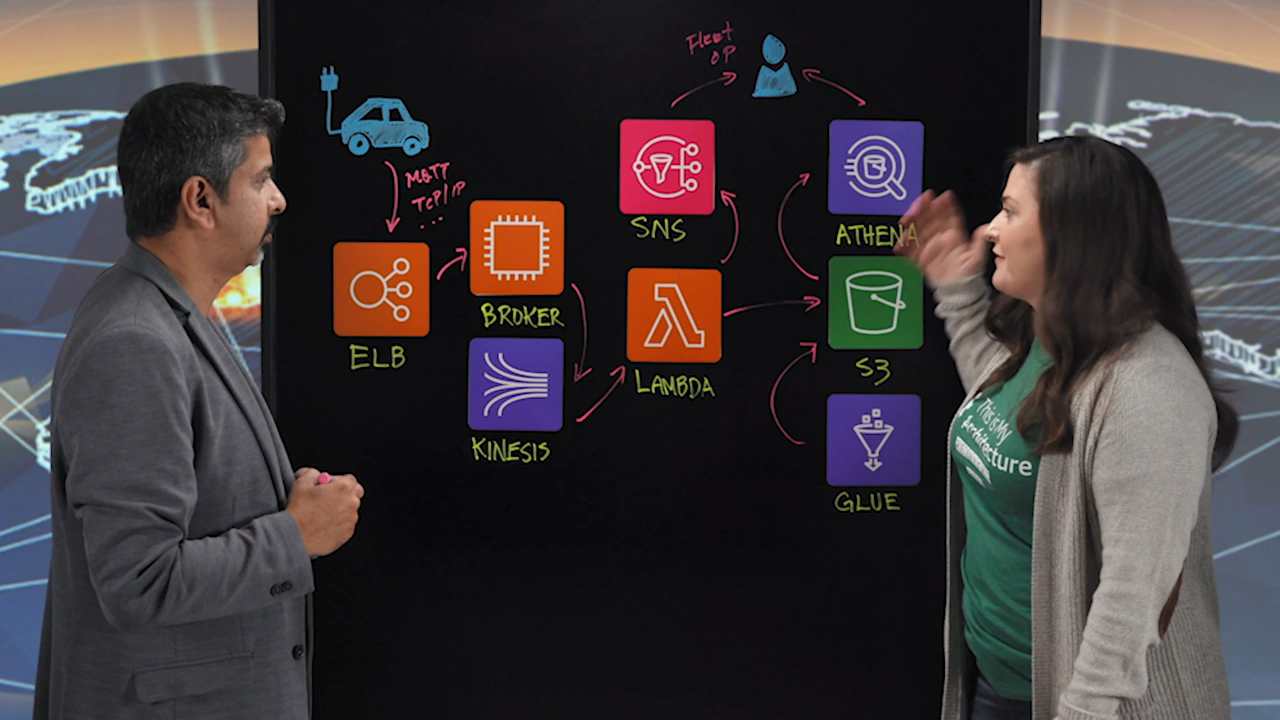 Fleet
OP
MQTT
TCP/IP
...
ELB
BROKER
KINESIS
SNS
LAMBDA
ATHENA
S3
GLUE
This is My
Architecture